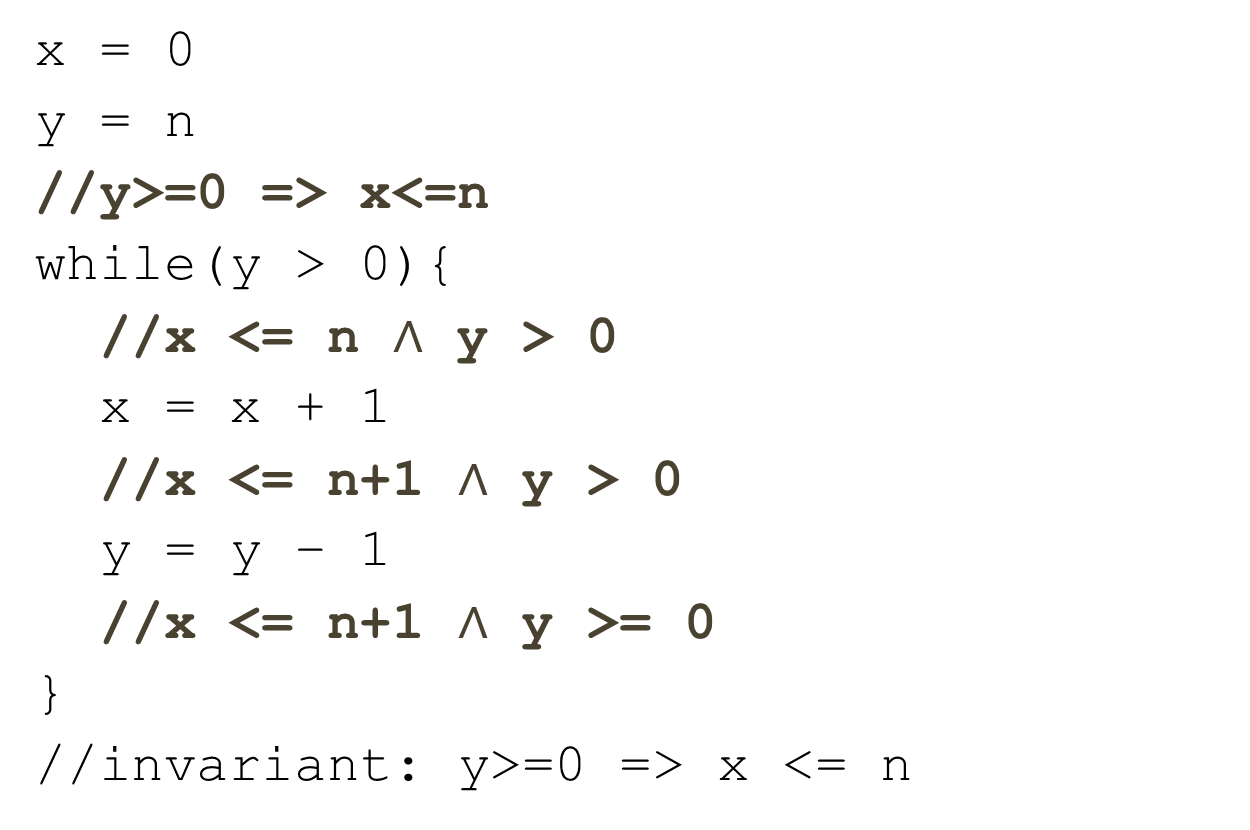 x = 0
y = n
//y>=0 => x<=n
while(y > 0){
//x <= n ∧ y > 0
x = x + 1
//x <= n+1 ∧ y > 0
y = y - 1
//x <= n+1 ∧ y >= 0
}
//invariant: y>=0 => x <= n